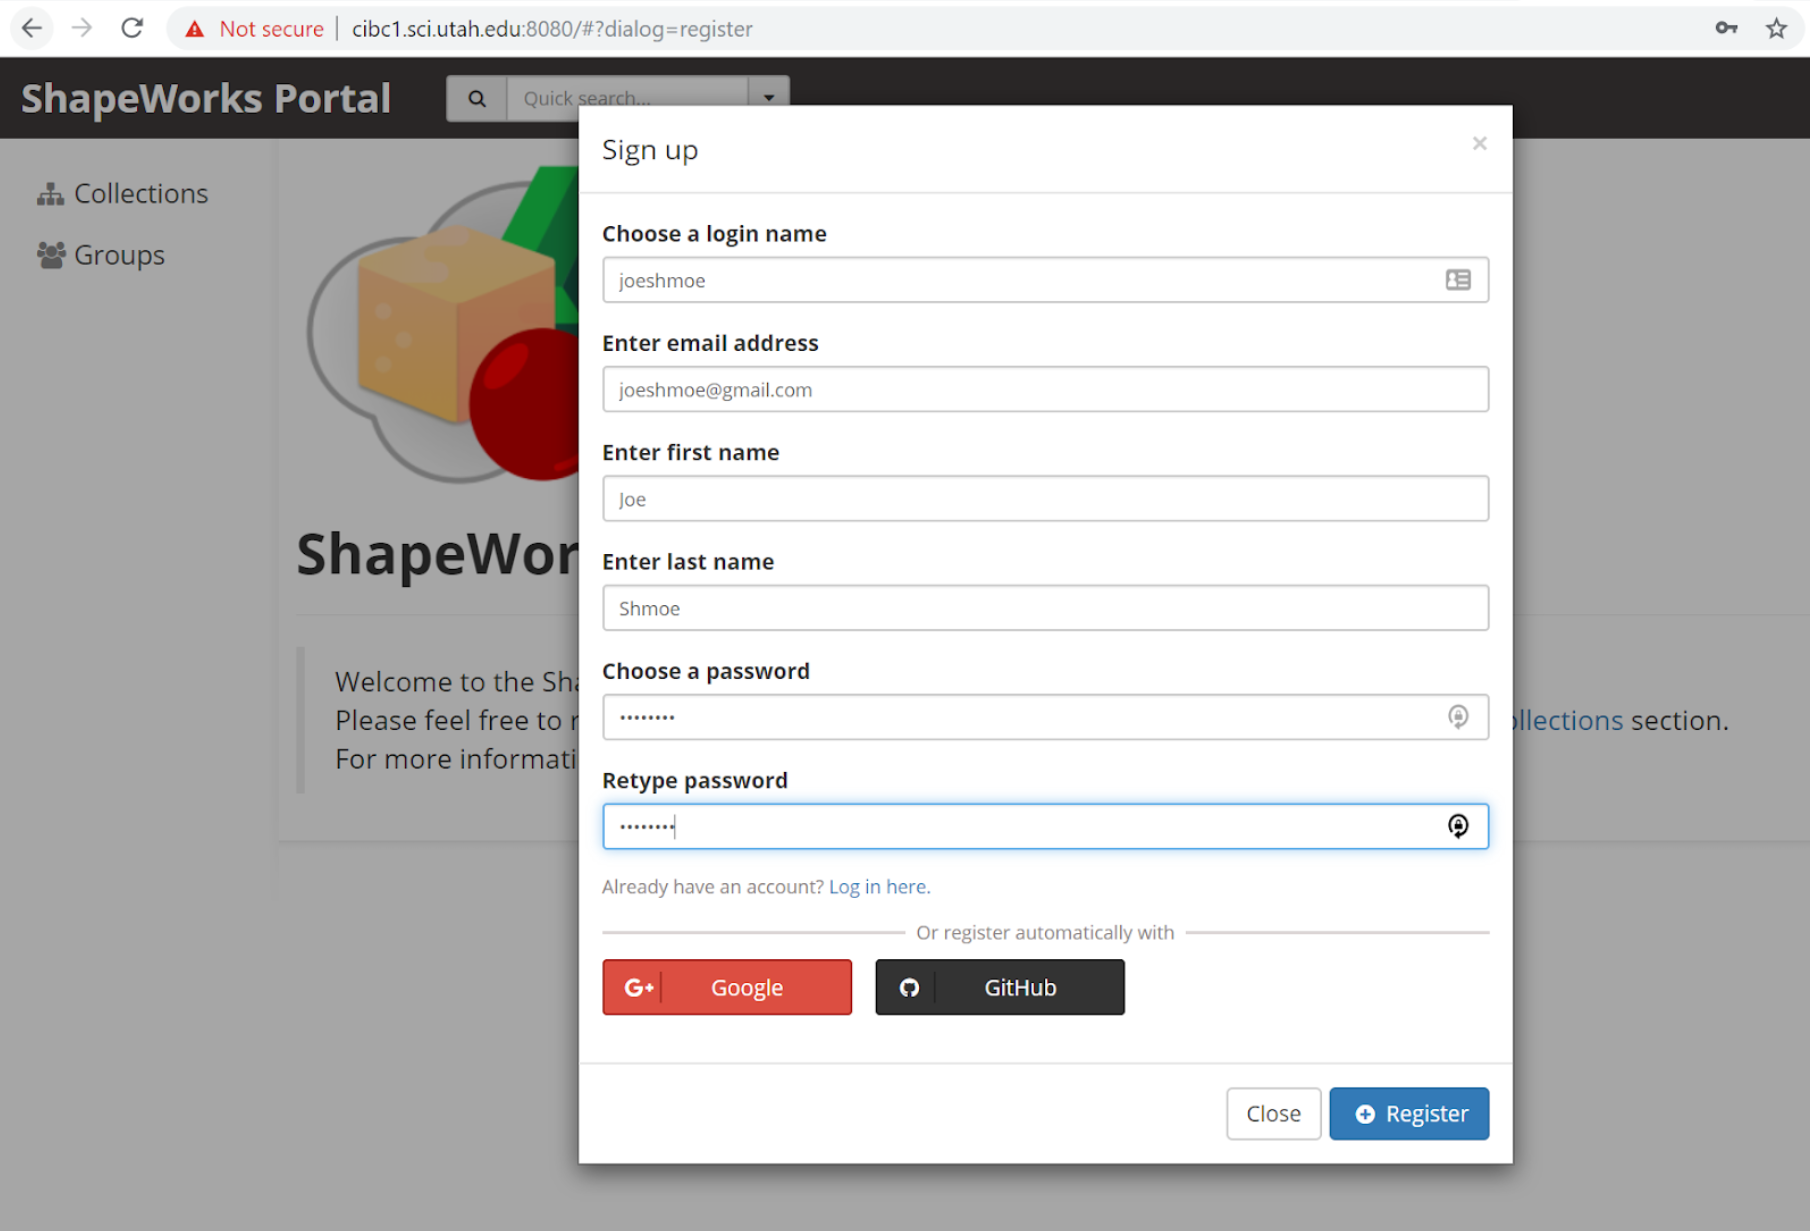 Not secure | cibc1.sci.utah.edu:8080/#?dialog=register
ShapeWorks Portal
Quick search...
Collections
Groups
ShapeWor
Welcome to the Sha
Please feel free to r
ollections section.
For more informati
Sign up
×
Choose a login name
joeshmoe
Enter email address
joeshmoe@gmail.com
Enter first name
Joe
Enter last name
Shmoe
Choose a password
••••••••
Retype password
••••••••
Already have an account? Log in here.
Or register automatically with
G+ Google
GitHub
Close
Register